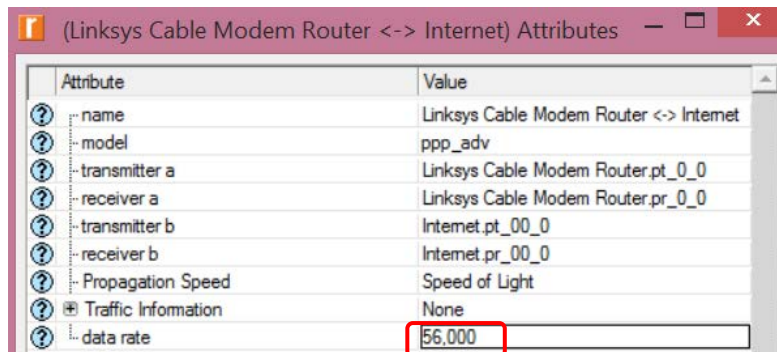 (Linksys Cable Modem Router <-> Internet) Attributes
Attribute Value
name Linksys Cable Modem Router <-> Internet
model ppp_adv
transmitter a Linksys Cable Modem Router.pt_0_0
receiver a Linksys Cable Modem Router.pr_0_0
transmitter b Internet.pt_00_0
receiver b Internet.pr_00_0
Propagation Speed Speed of Light
Traffic Information None
data rate 56,000